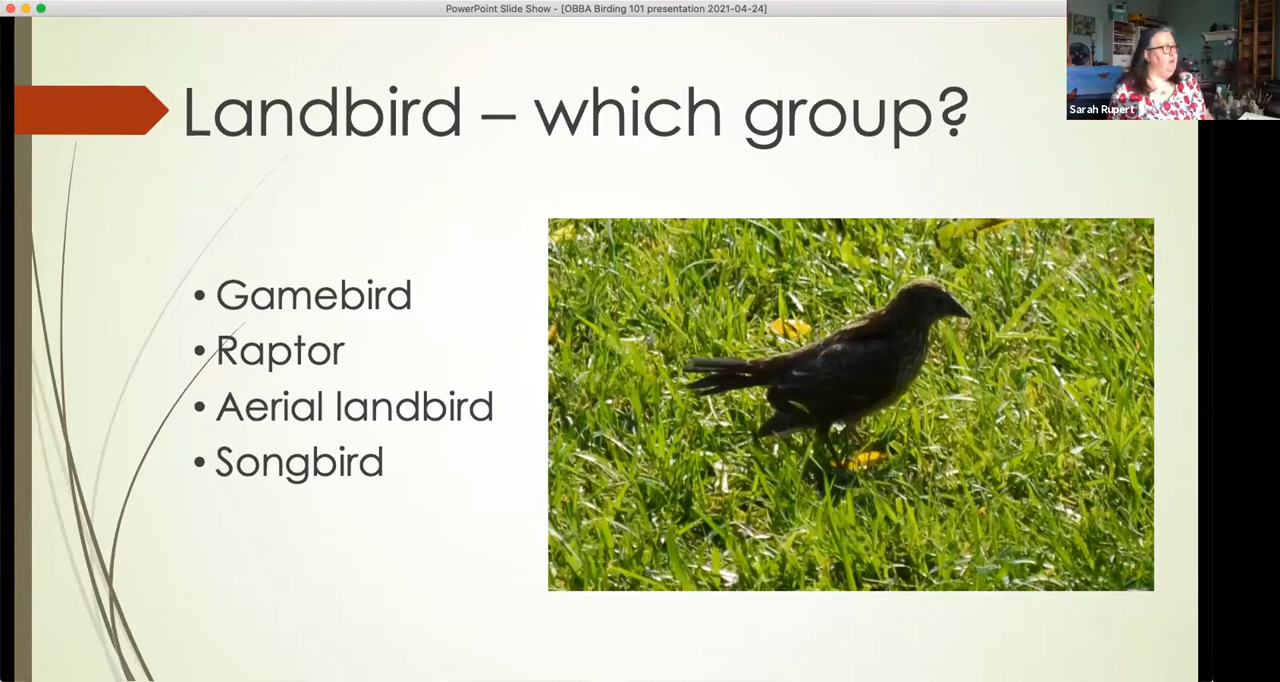 PowerPoint Slide Show - [OBBA Birding 101 presentation 2021-04-24]
Landbird – which group?
Sarah Rupert
• Gamebird
• Raptor
• Aerial landbird
• Songbird